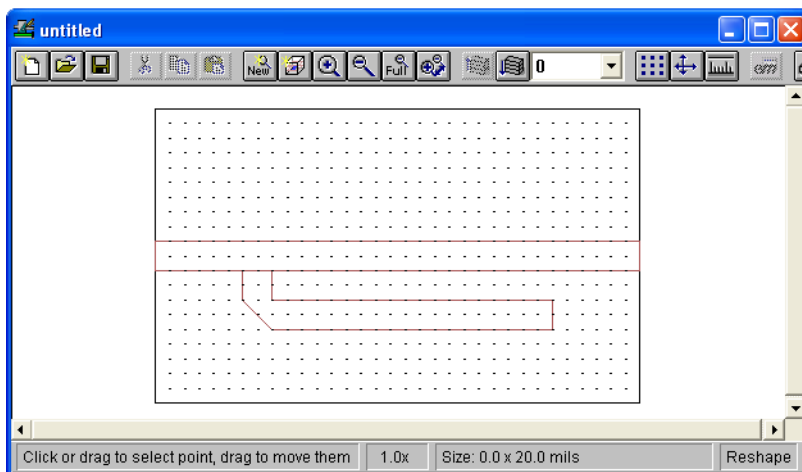 untitled
New Full 0 em
Click or drag to select point, drag to move them 1.0x Size: 0.0 x 20.0 mils Reshape